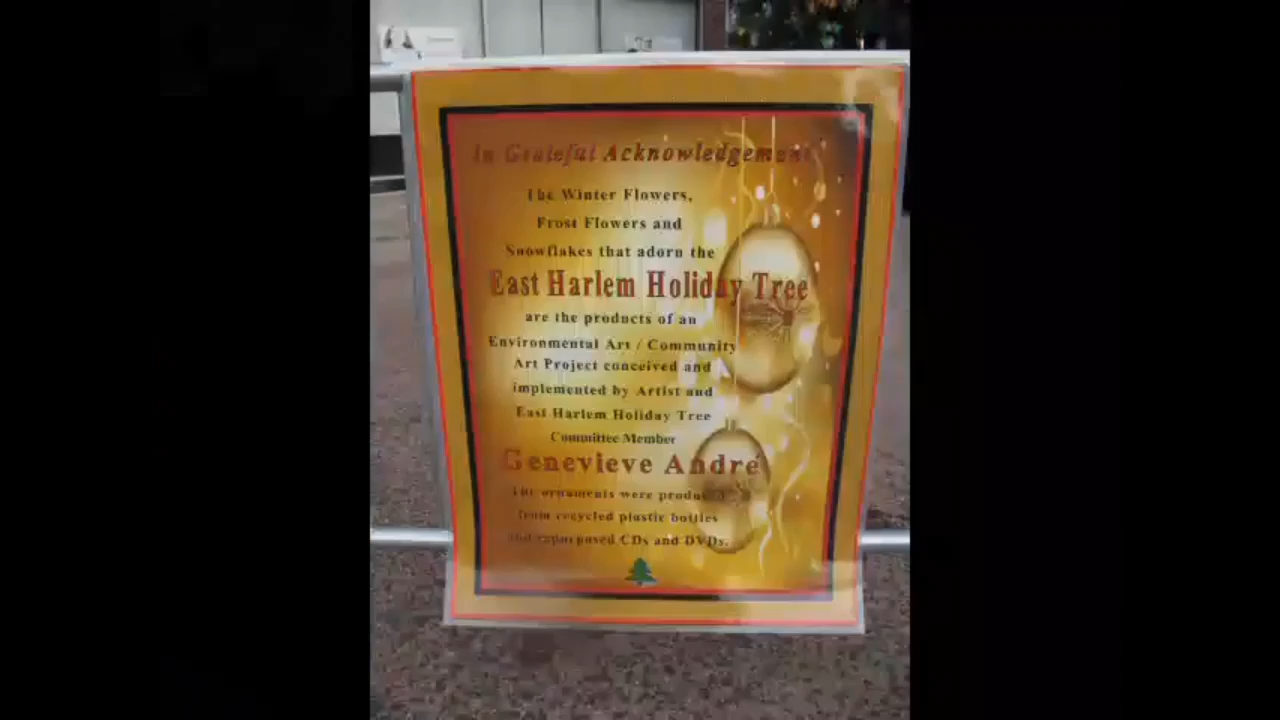 In Grateful Acknowledgement
The Winter Flowers,
Frost Flowers and
Snowflakes that adorn the
East Harlem Holiday Tree
are the products of an
Environmental Art / Community
Art Project conceived and
implemented by Artist and
East Harlem Holiday Tree
Committee Member
Genevieve André
The ornaments were produced
from recycled plastic bottles
and repurposed CDs and DVDs.